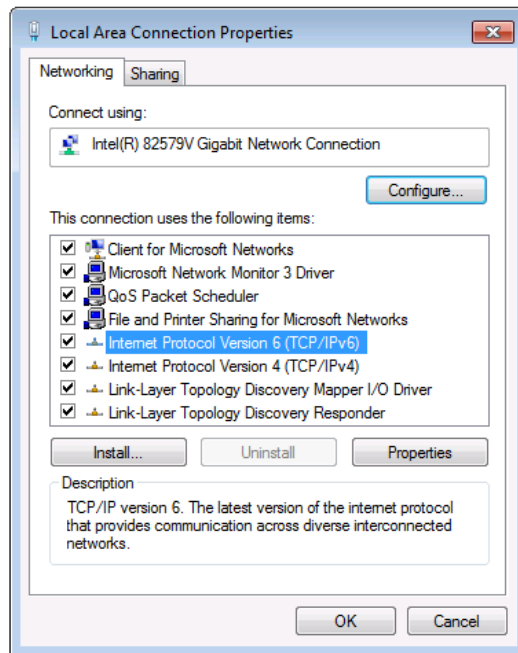 Local Area Connection Properties
Networking
Sharing
Connect using:
Intel(R) 82579V Gigabit Network Connection
Configure...
This connection uses the following items:
Client for Microsoft Networks
Microsoft Network Monitor 3 Driver
QoS Packet Scheduler
File and Printer Sharing for Microsoft Networks
Internet Protocol Version 6 (TCP/IPv6)
Internet Protocol Version 4 (TCP/IPv4)
Link-Layer Topology Discovery Mapper I/O Driver
Link-Layer Topology Discovery Responder
Install...
Uninstall
Properties
Description
TCP/IP version 6. The latest version of the internet protocol
that provides communication across diverse interconnected
networks.
OK
Cancel